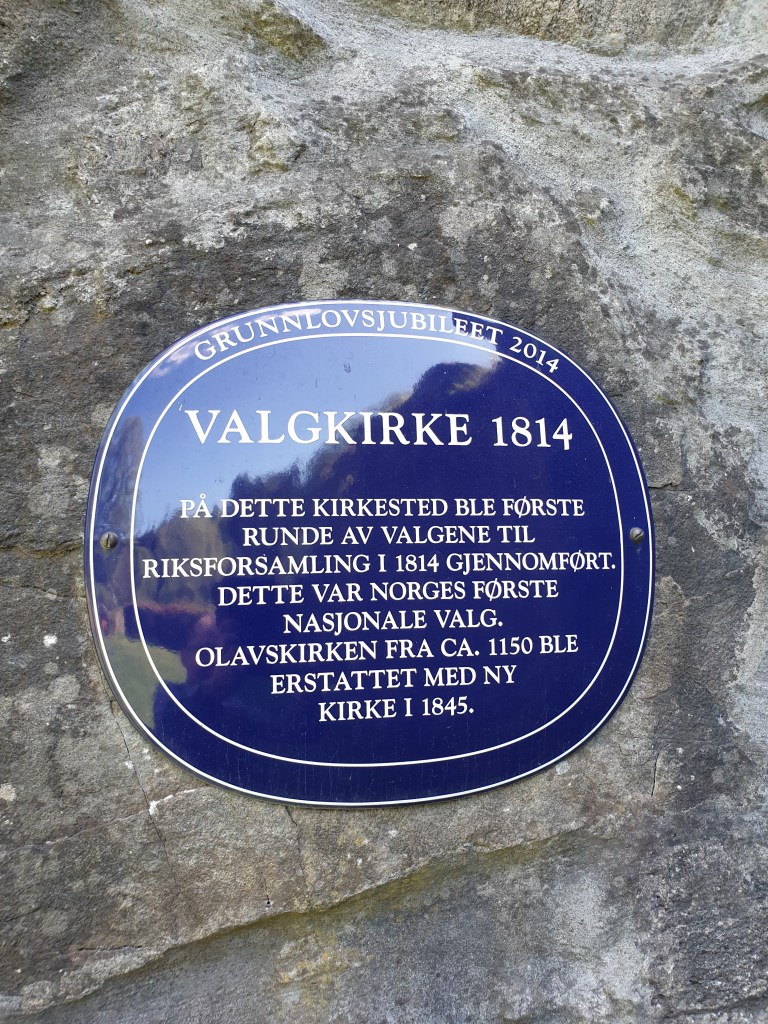 GRUNNLOVSJUBILEET 2014
VALGKIRKE 1814
PÅ DETTE KIRKESTED BLE FØRSTE
RUNDE AV VALGENE TIL
RIKSFORSAMLING I 1814 GJENNOMFØRT.
DETTE VAR NORGES FØRSTE
NASJONALE VALG.
OLAVSKIRKEN FRA CA. 1150 BLE
ERSTATTET MED NY
KIRKE I 1845.